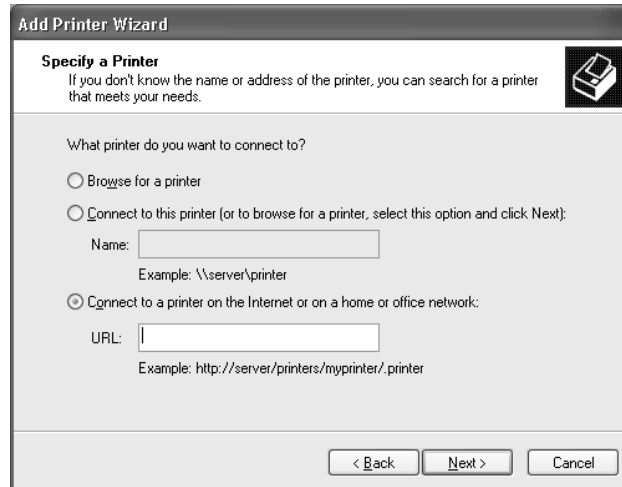 Add Printer Wizard
Specify a Printer
If you don't know the name or address of the printer, you can search for a printer
that meets your needs.
What printer do you want to connect to?
Browse for a printer
Connect to this printer (or to browse for a printer, select this option and click Next):
Name:
Example: \\server\printer
Connect to a printer on the Internet or on a home or office network:
URL:
Example: http://server/printers/myprinter/.printer
< Back Next > Cancel